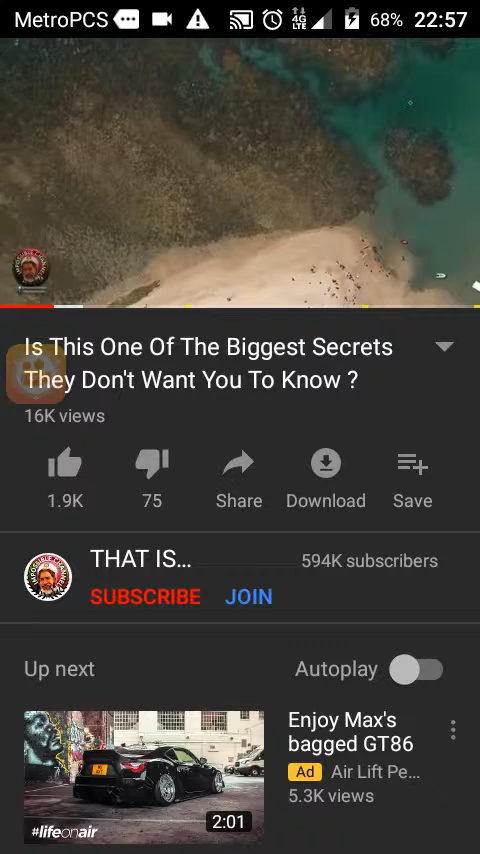 MetroPCS
4G
LTE
68%
22:57
Is This One Of The Biggest Secrets
They Don't Want You To Know ?
16K views
1.9K
75
Share
Download
Save
THAT IS...
594K subscribers
SUBSCRIBE
JOIN
Up next
Autoplay
Enjoy Max's
bagged GT86
Ad Air Lift Pe...
5.3K views
#lifeonair
2:01